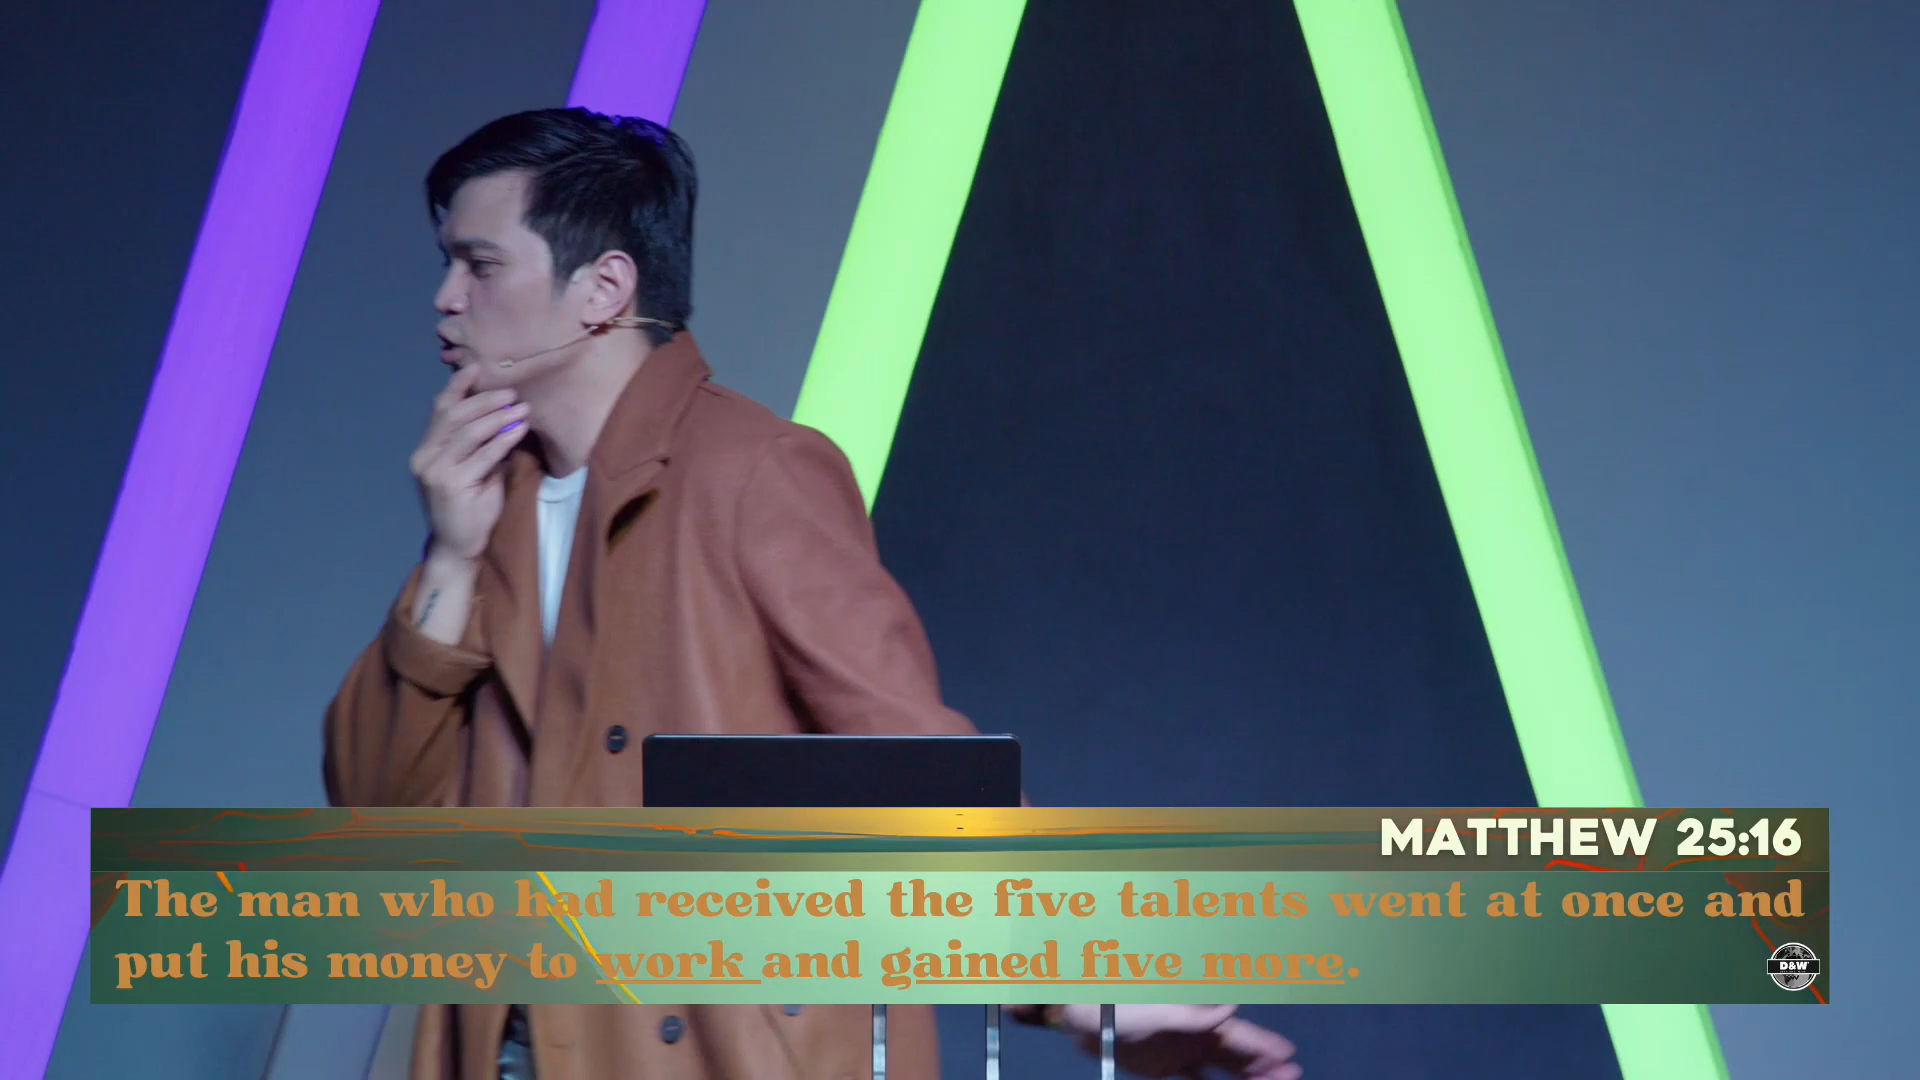 MATTHEW 25:16
The man who had received the five talents went at once and
put his money to work and gained five more.
D&W